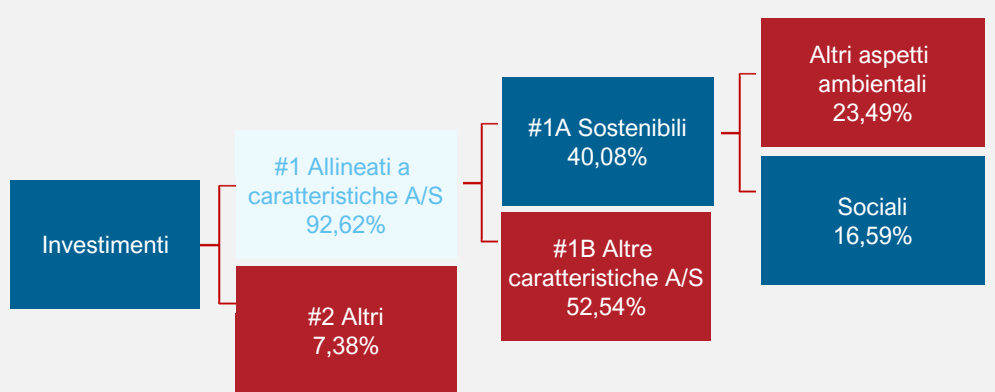 Investimenti
#1 Allineati a
caratteristiche A/S
92,62%
#2 Altri
7,38%
#1A Sostenibili
40,08%
#1B Altre
caratteristiche A/S
52,54%
Altri aspetti
ambientali
23,49%
Sociali
16,59%